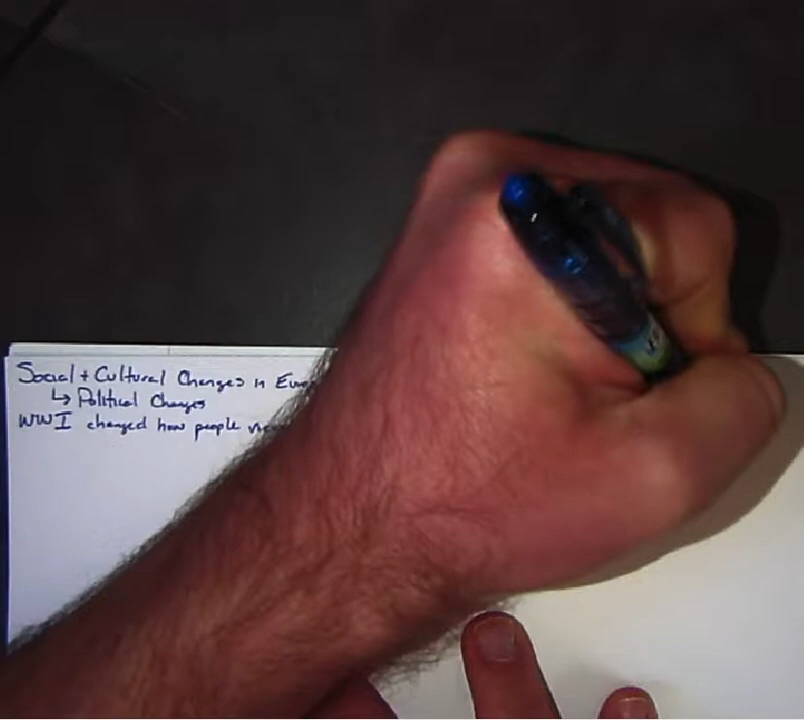 Social + Cultural Changes in
↳ Political Changes
WWI changed how people